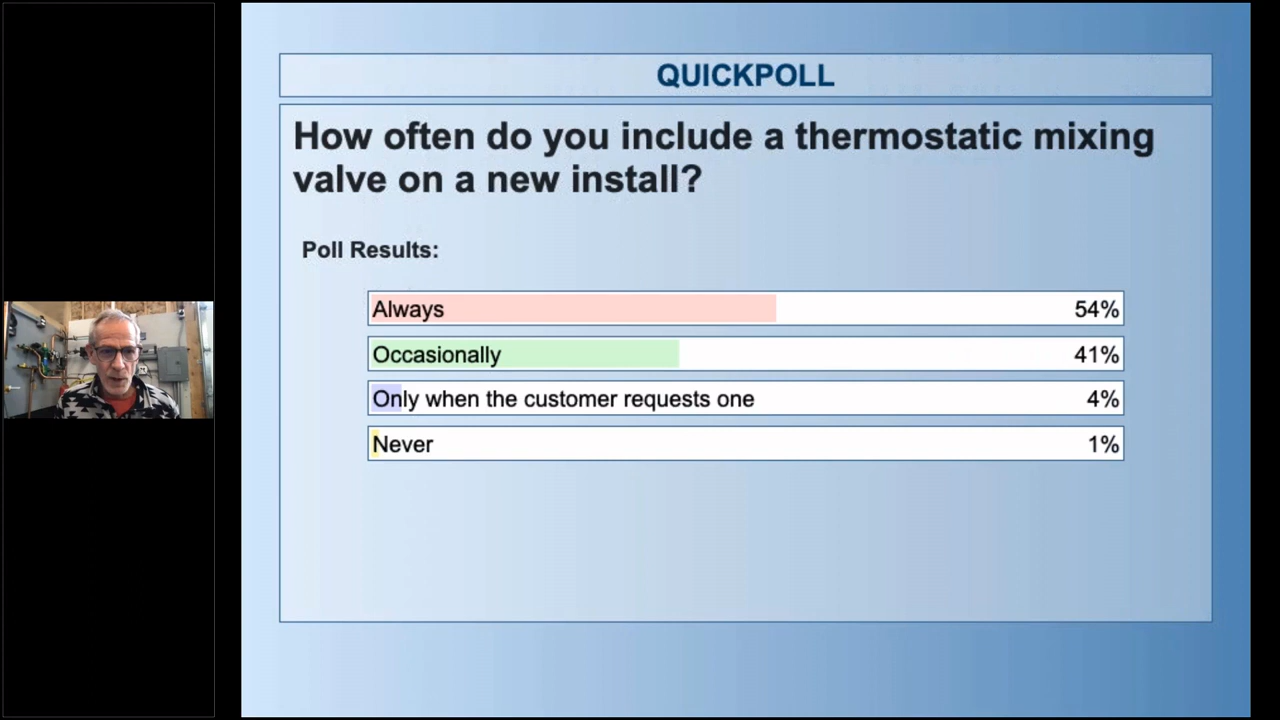 QUICKPOLL
How often do you include a thermostatic mixing
valve on a new install?
Poll Results:
Always 54%
Occasionally 41%
Only when the customer requests one 4%
Never 1%